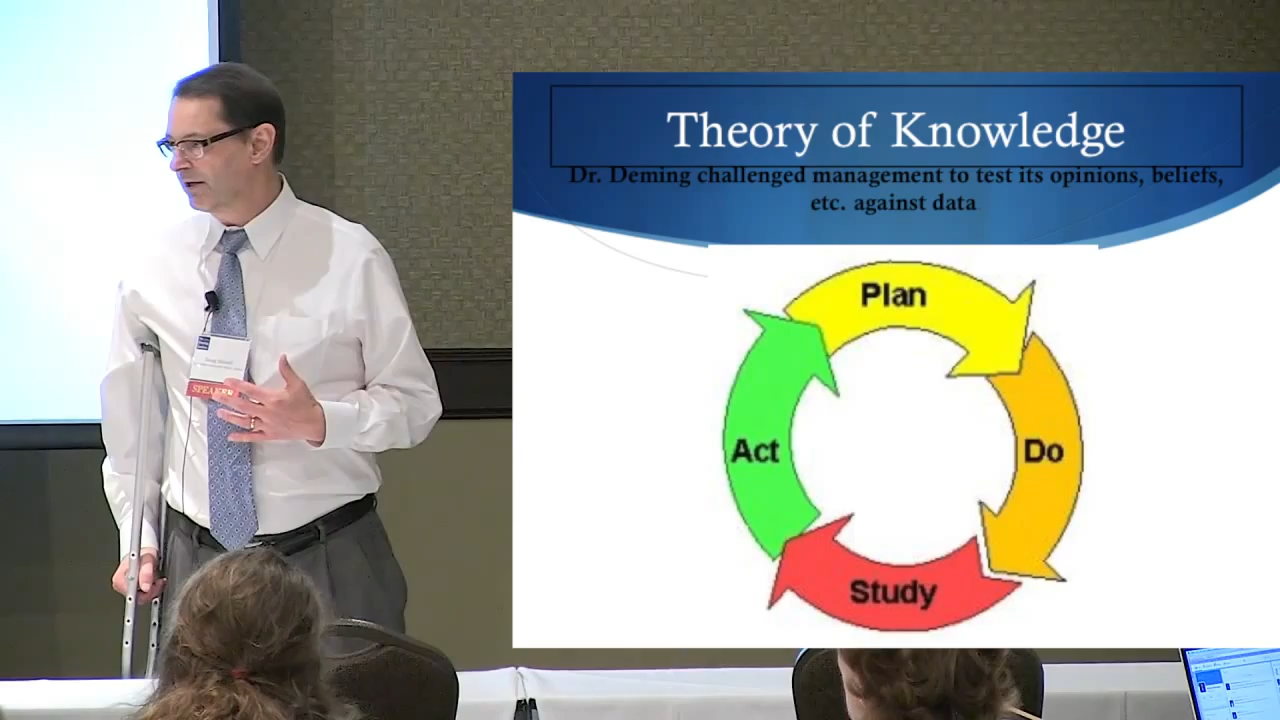 Theory of Knowledge
Dr. Deming challenged management to test its opinions, beliefs,
etc. against data
Plan
Do
Study
Act
SPEAKER